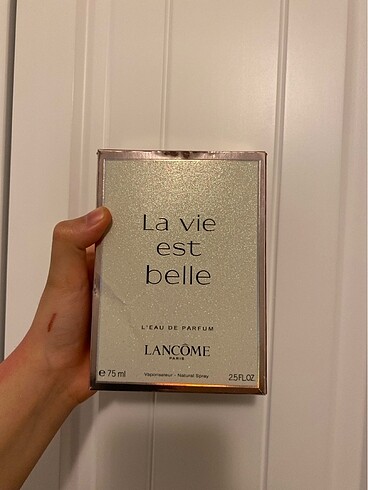 La vie
est
belle
L'EAU DE PARFUM
LANCÔME
PARIS
℮ 75 ml Vaporisateur - Natural Spray 2.5 FL.OZ